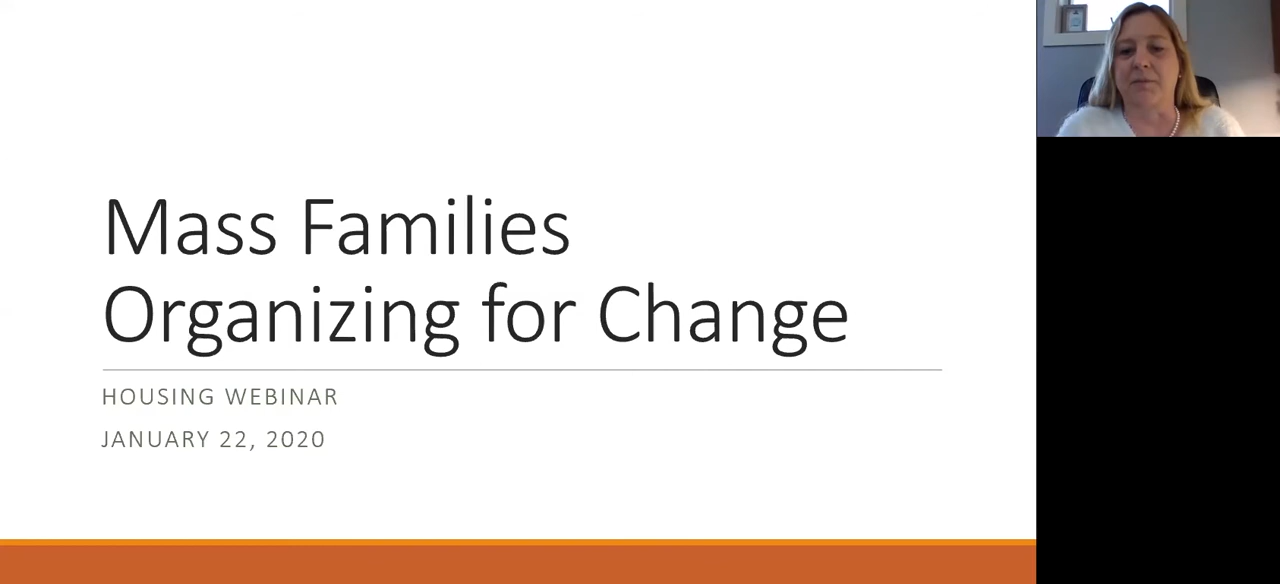 Mass Families
Organizing for Change
HOUSING WEBINAR
JANUARY 22, 2020